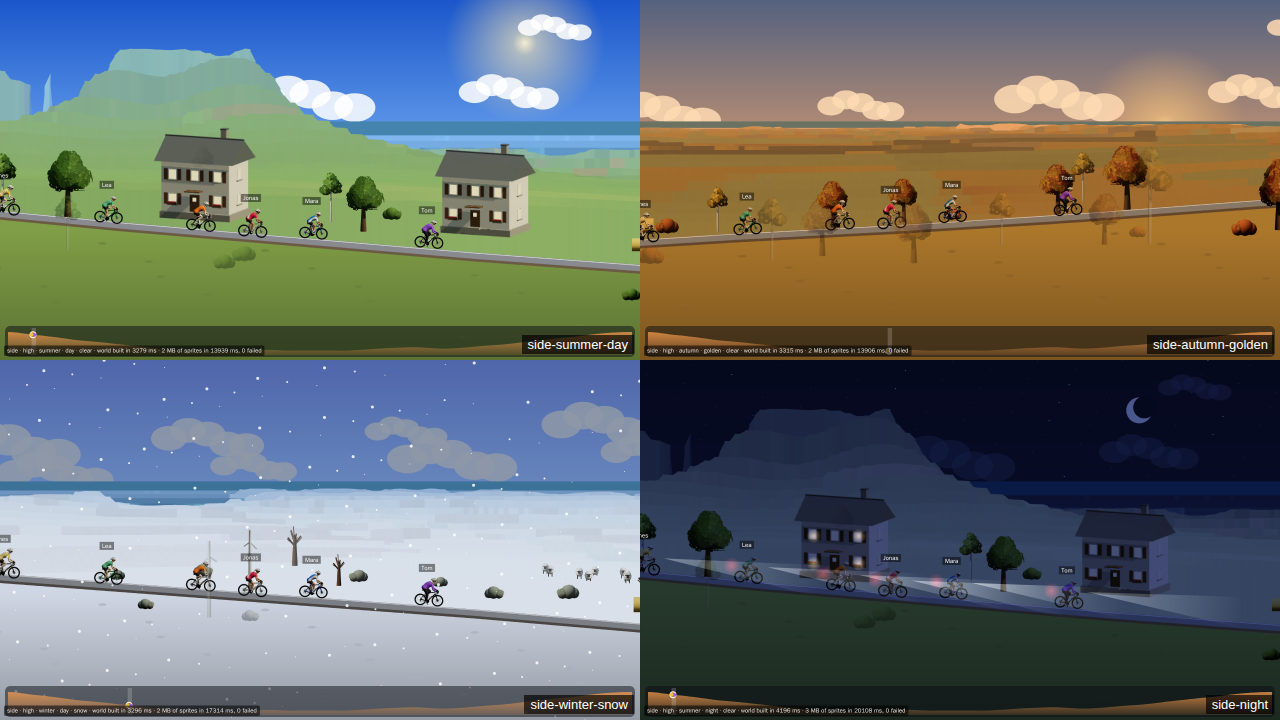 Lea
Jonas
Mara
Tom
nes
side · high · summer · day · clear · world built in 3279 ms · 2 MB of sprites in 13939 ms, 0 failed
side-summer-day
Lea
Jonas
Mara
Tom
nes
side · high · autumn · golden · clear · world built in 3315 ms · 2 MB of sprites in 13906 ms, 0 failed
side-autumn-golden
nes
Lea
Jonas
Mara
Tom
side · high · winter · day · snow · world built in 3296 ms · 2 MB of sprites in 17314 ms, 0 failed
side-winter-snow
nes
Lea
Jonas
Mara
Tom
side · high · summer · night · clear · world built in 4196 ms · 3 MB of sprites in 20108 ms, 0 failed
side-night